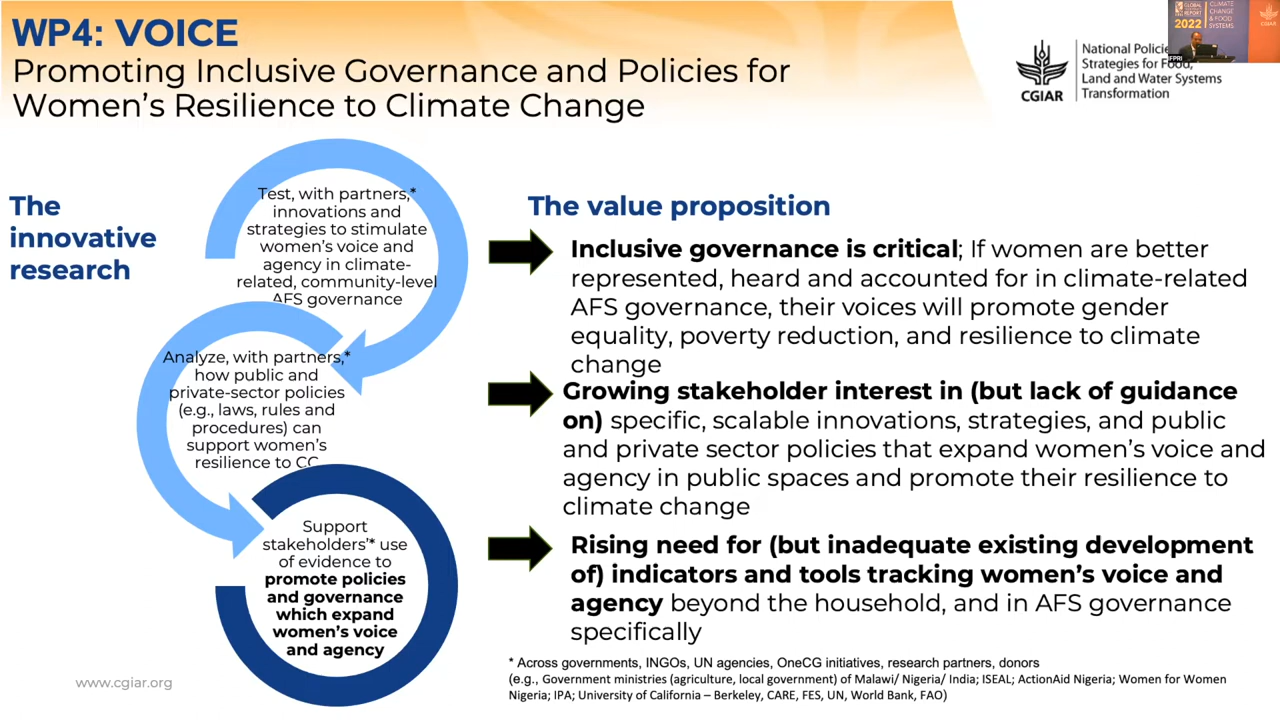 WP4: VOICE
Promoting Inclusive Governance and Policies for
Women's Resilience to Climate Change
CGIAR
National Policie
Strategies for Food,
Land and Water Systems
Transformation
GLOBAL
REPORT
2022
CLIMATE
CHANGE
& FOOD
SYSTEMS
CGIAR
IFPRI
The
innovative
research
Test, with partners,*
innovations and
strategies to stimulate
women's voice and
agency in climate-
related, community-level
AFS governance
Analyze, with partners,*
how public and
private-sector policies
(e.g., laws, rules and
procedures) can
support women's
resilience to CC
Support
stakeholders'* use
of evidence to
promote policies
and governance
which expand
women's voice
and agency
The value proposition
Inclusive governance is critical; If women are better
represented, heard and accounted for in climate-related
AFS governance, their voices will promote gender
equality, poverty reduction, and resilience to climate
change
Growing stakeholder interest in (but lack of guidance
on) specific, scalable innovations, strategies, and public
and private sector policies that expand women's voice and
agency in public spaces and promote their resilience to
climate change
Rising need for (but inadequate existing development
of) indicators and tools tracking women's voice and
agency beyond the household, and in AFS governance
specifically
* Across governments, INGOs, UN agencies, OneCG initiatives, research partners, donors
(e.g., Government ministries (agriculture, local government) of Malawi/ Nigeria/ India; ISEAL; ActionAid Nigeria; Women for Women
Nigeria; IPA; University of California – Berkeley, CARE, FES, UN, World Bank, FAO)
www.cgiar.org